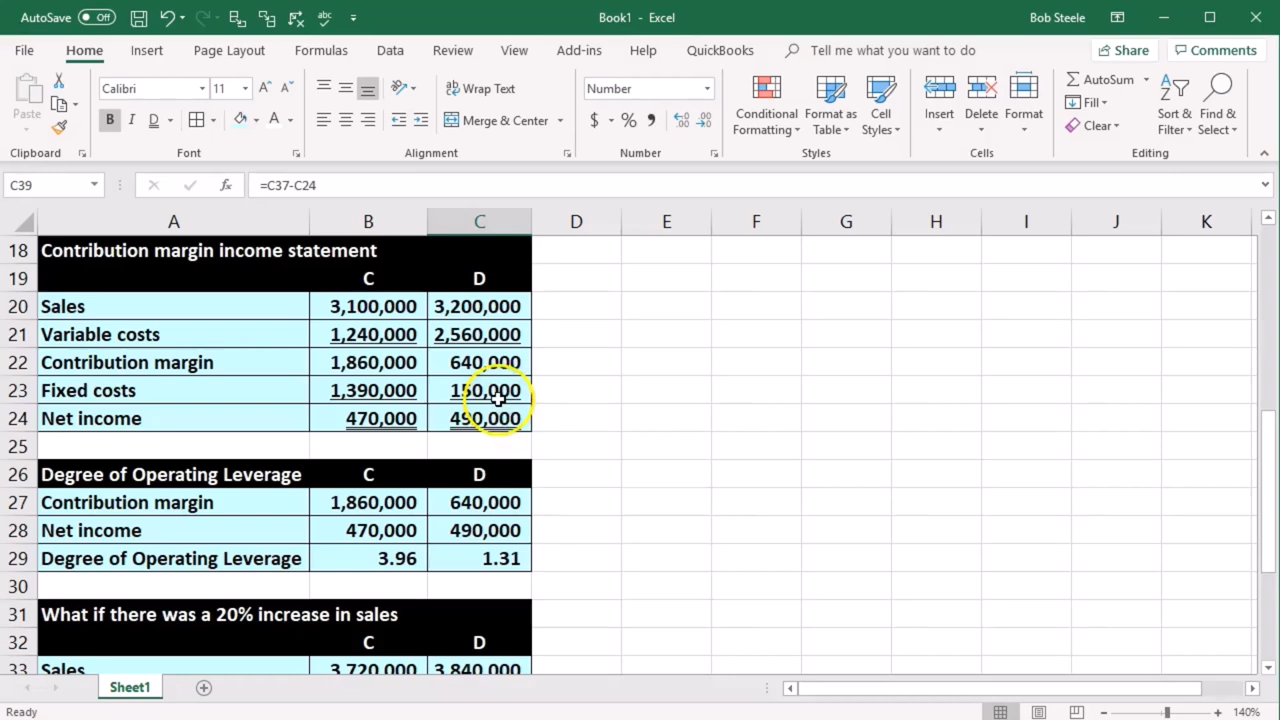 AutoSave Off Book1 - Excel Bob Steele
File Home Insert Page Layout Formulas Data Review View Add-ins Help QuickBooks Tell me what you want to do Share Comments
Paste Calibri 11 Wrap Text Number Conditional Formatting Format as Table Cell Styles Insert Delete Format AutoSum Sort & Filter Find & Select
B I D A Merge & Center $ % Fill
Clear
Clipboard Font Alignment Number Styles Cells Editing
C39 fx =C37-C24
A B C D E F G H I J K
18 Contribution margin income statement
19 C D
20 Sales 3,100,000 3,200,000
21 Variable costs 1,240,000 2,560,000
22 Contribution margin 1,860,000 640,000
23 Fixed costs 1,390,000 150,000
24 Net income 470,000 490,000
25
26 Degree of Operating Leverage C D
27 Contribution margin 1,860,000 640,000
28 Net income 470,000 490,000
29 Degree of Operating Leverage 3.96 1.31
30
31 What if there was a 20% increase in sales
32 C D
33 Sales 3,720,000 3,840,000
Sheet1
Ready 140%